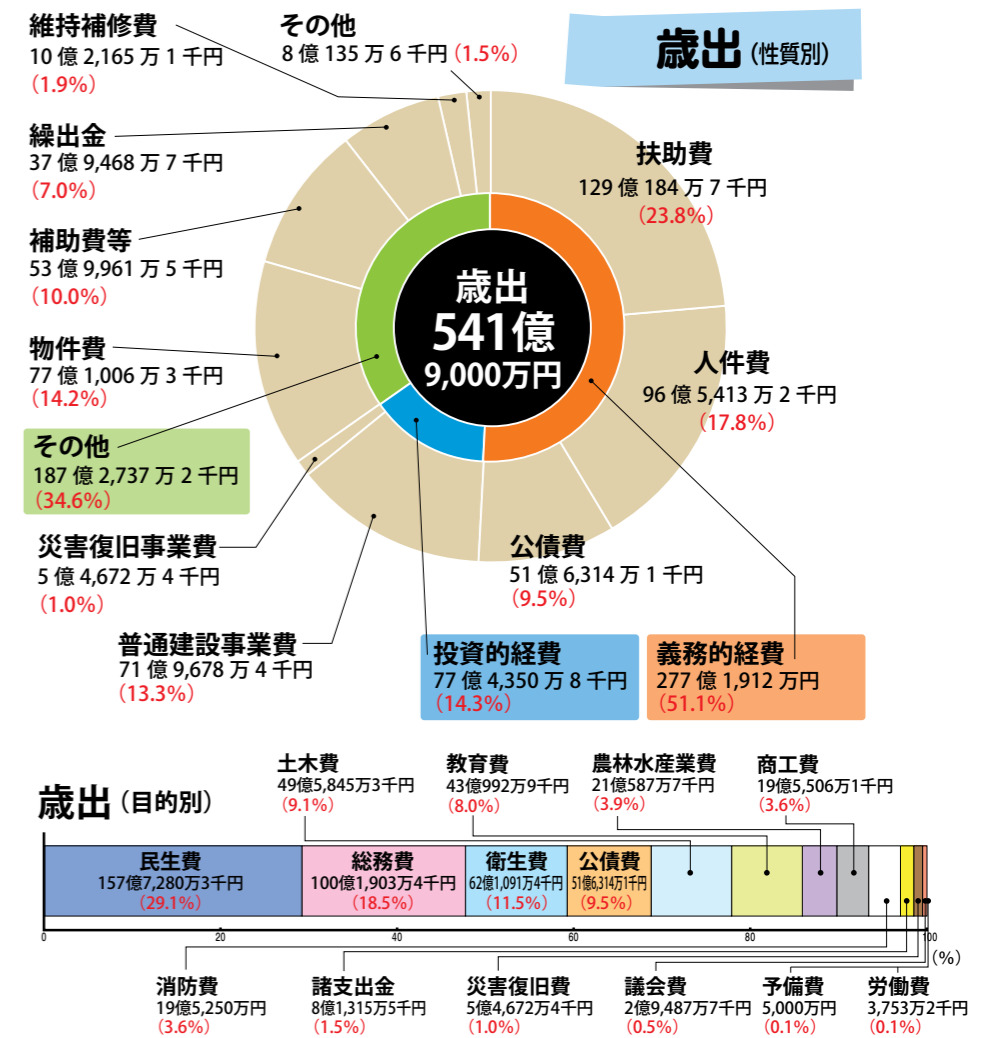 歳出(性質別)
維持補修費
10億2,165万1千円
(1.9%)
その他
8億135万6千円(1.5%)
繰出金
37億9,468万7千円
(7.0%)
補助費等
53億9,961万5千円
(10.0%)
物件費
77億1,006万3千円
(14.2%)
その他
187億2,737万2千円
(34.6%)
災害復旧事業費
5億4,672万4千円
(1.0%)
普通建設事業費
71億9,678万4千円
(13.3%)
扶助費
129億184万7千円
(23.8%)
人件費
96億5,413万2千円
(17.8%)
公債費
51億6,314万1千円
(9.5%)
歳出
541億
9,000万円
投資的経費
77億4,350万8千円
(14.3%)
義務的経費
277億1,912万円
(51.1%)
歳出(目的別)
土木費
49億5,845万3千円
(9.1%)
教育費
43億992万9千円
(8.0%)
農林水産業費
21億587万7千円
(3.9%)
商工費
19億5,506万1千円
(3.6%)
民生費
157億7,280万3千円
(29.1%)
総務費
100億1,903万4千円
(18.5%)
衛生費
62億1,091万4千円
(11.5%)
公債費
51億6,314万1千円
(9.5%)
0 20 40 60 80 100
(%)
消防費
19億5,250万円
(3.6%)
諸支出金
8億1,315万5千円
(1.5%)
災害復旧費
5億4,672万4千円
(1.0%)
議会費
2億9,487万7千円
(0.5%)
予備費
5,000万円
(0.1%)
労働費
3,753万2千円
(0.1%)